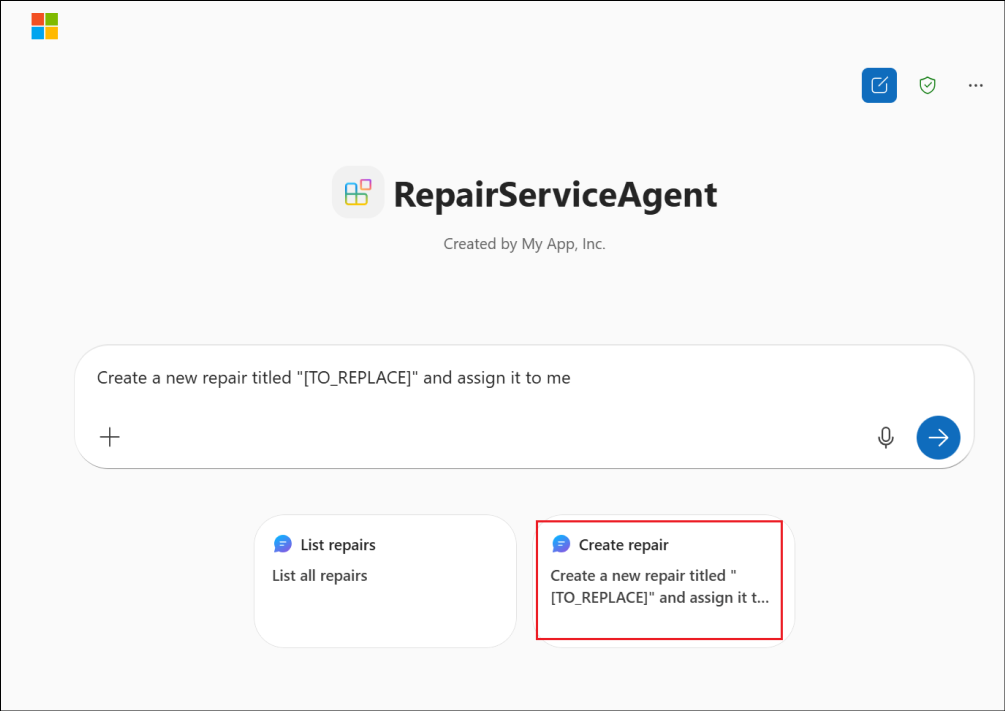 RepairServiceAgent
Created by My App, Inc.
Create a new repair titled "[TO_REPLACE]" and assign it to me
List repairs
List all repairs
Create repair
Create a new repair titled "
[TO_REPLACE]" and assign it t...